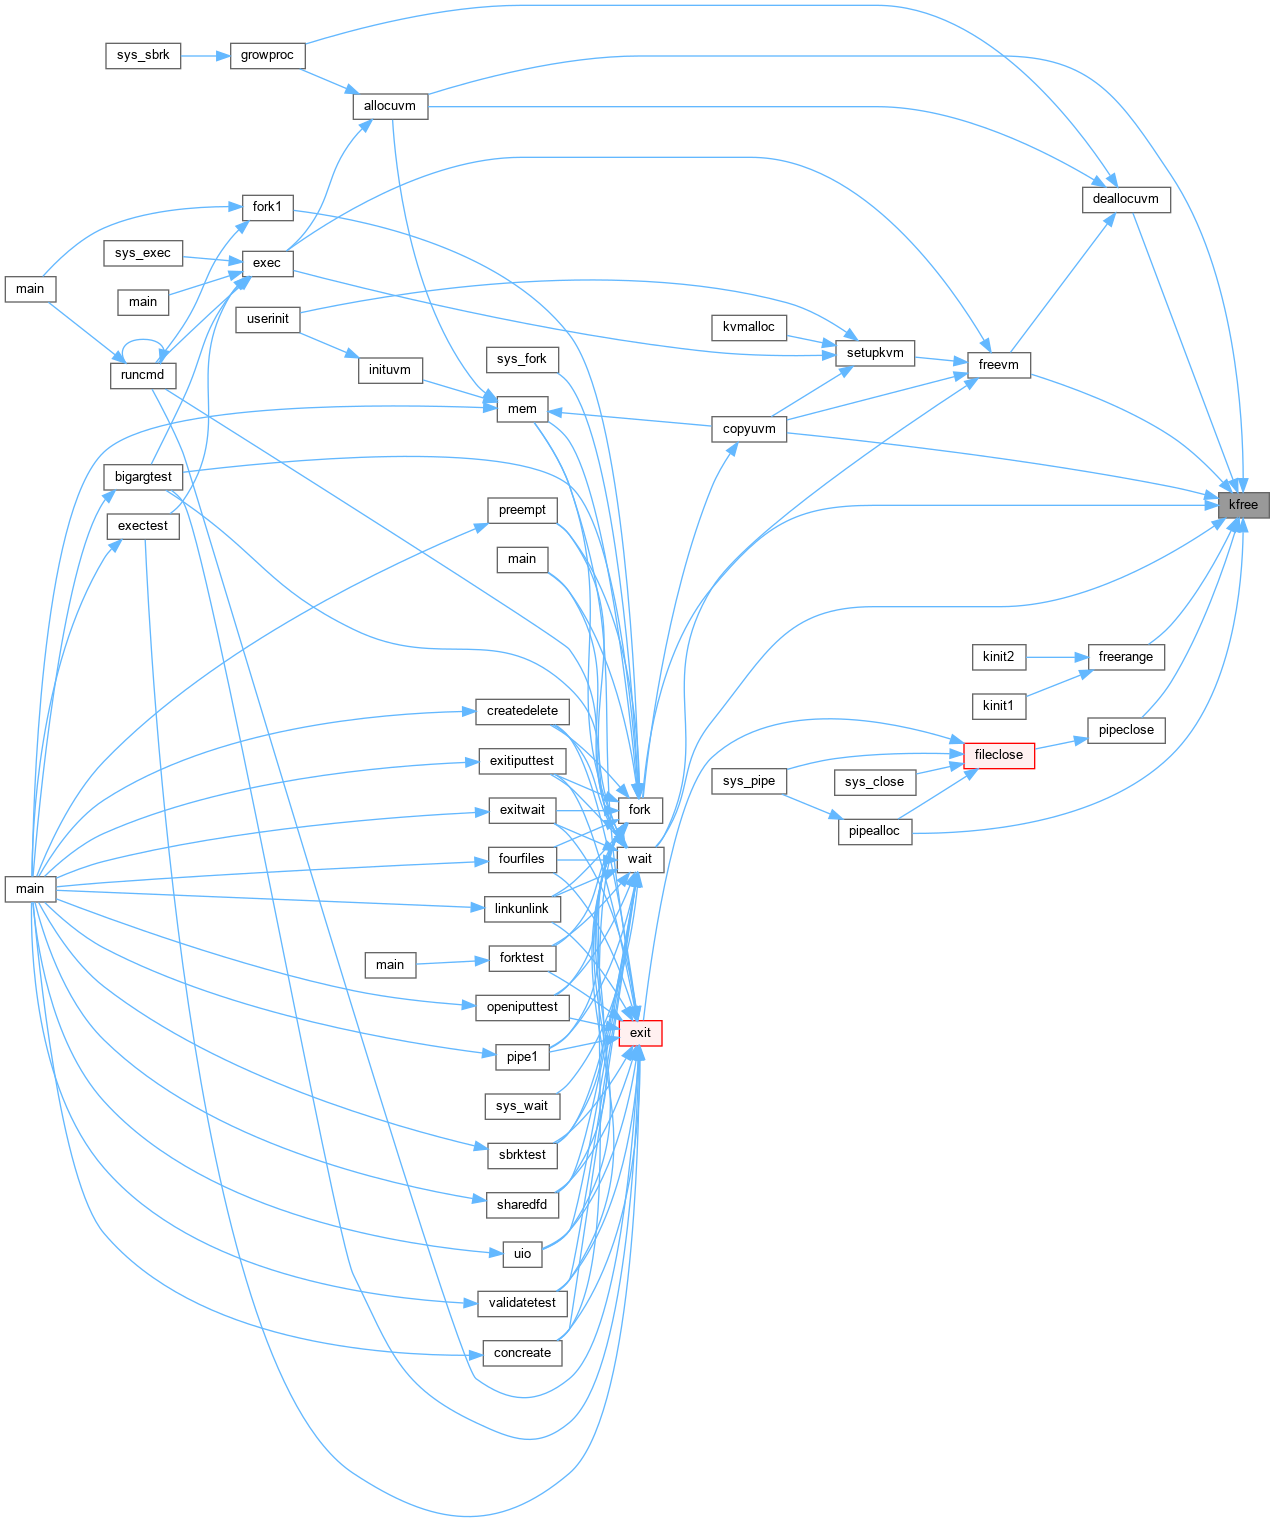 sys_sbrk
growproc
allocuvm
deallocuvm
fork1
sys_exec
exec
main
main
userinit
kvmalloc
setupkvm
sys_fork
freevm
inituvm
runcmd
mem
copyuvm
bigargtest
preempt
kfree
exectest
main
kinit2
freerange
kinit1
createdelete
pipeclose
exitiputtest
fileclose
sys_pipe
sys_close
exitwait
fork
pipealloc
fourfiles
wait
main
linkunlink
forktest
main
openiputtest
exit
pipe1
sys_wait
sbrktest
sharedfd
uio
validatetest
concreate